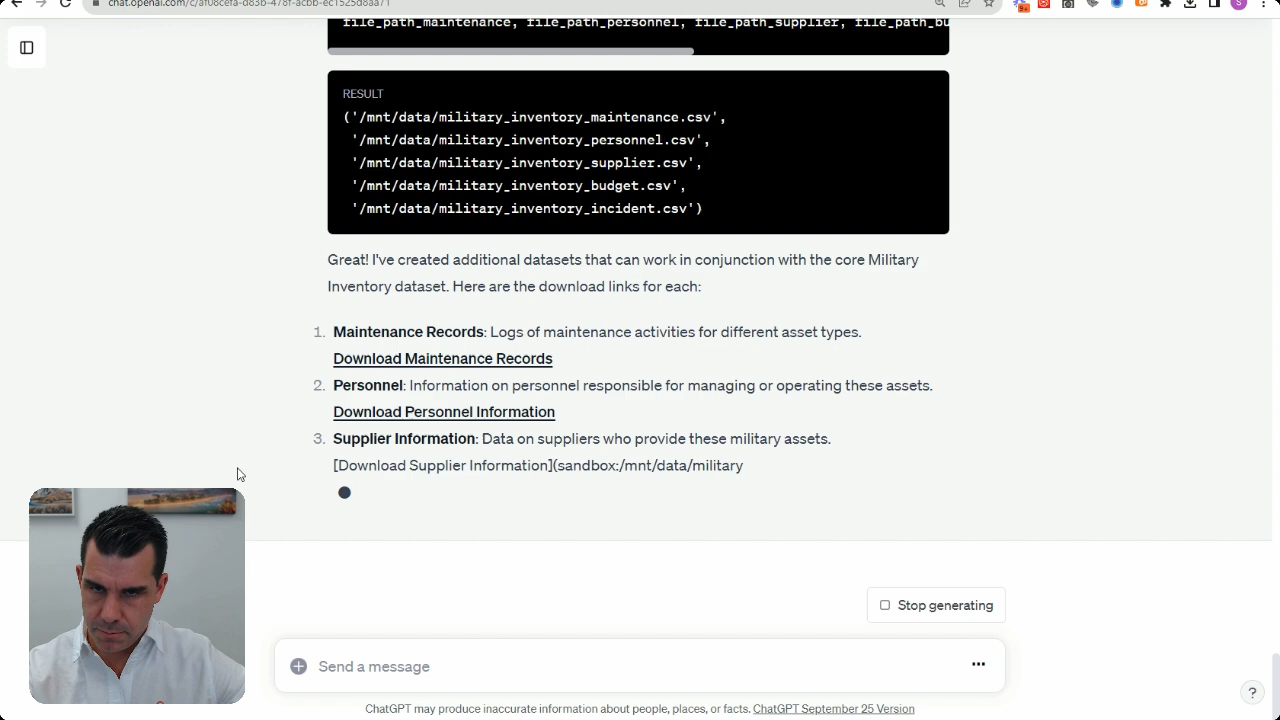 chat.openai.com/c/af08cefa-d83b-478f-acbb-ec1525d8aa71
file_path_maintenance, file_path_personnel, file_path_supplier, file_path_bu
RESULT
('/mnt/data/military_inventory_maintenance.csv',
'/mnt/data/military_inventory_personnel.csv',
'/mnt/data/military_inventory_supplier.csv',
'/mnt/data/military_inventory_budget.csv',
'/mnt/data/military_inventory_incident.csv')
Great! I've created additional datasets that can work in conjunction with the core Military
Inventory dataset. Here are the download links for each:
1. Maintenance Records: Logs of maintenance activities for different asset types.
Download Maintenance Records
2. Personnel: Information on personnel responsible for managing or operating these assets.
Download Personnel Information
3. Supplier Information: Data on suppliers who provide these military assets.
[Download Supplier Information](sandbox:/mnt/data/military
Stop generating
Send a message
ChatGPT may produce inaccurate information about people, places, or facts. ChatGPT September 25 Version
?